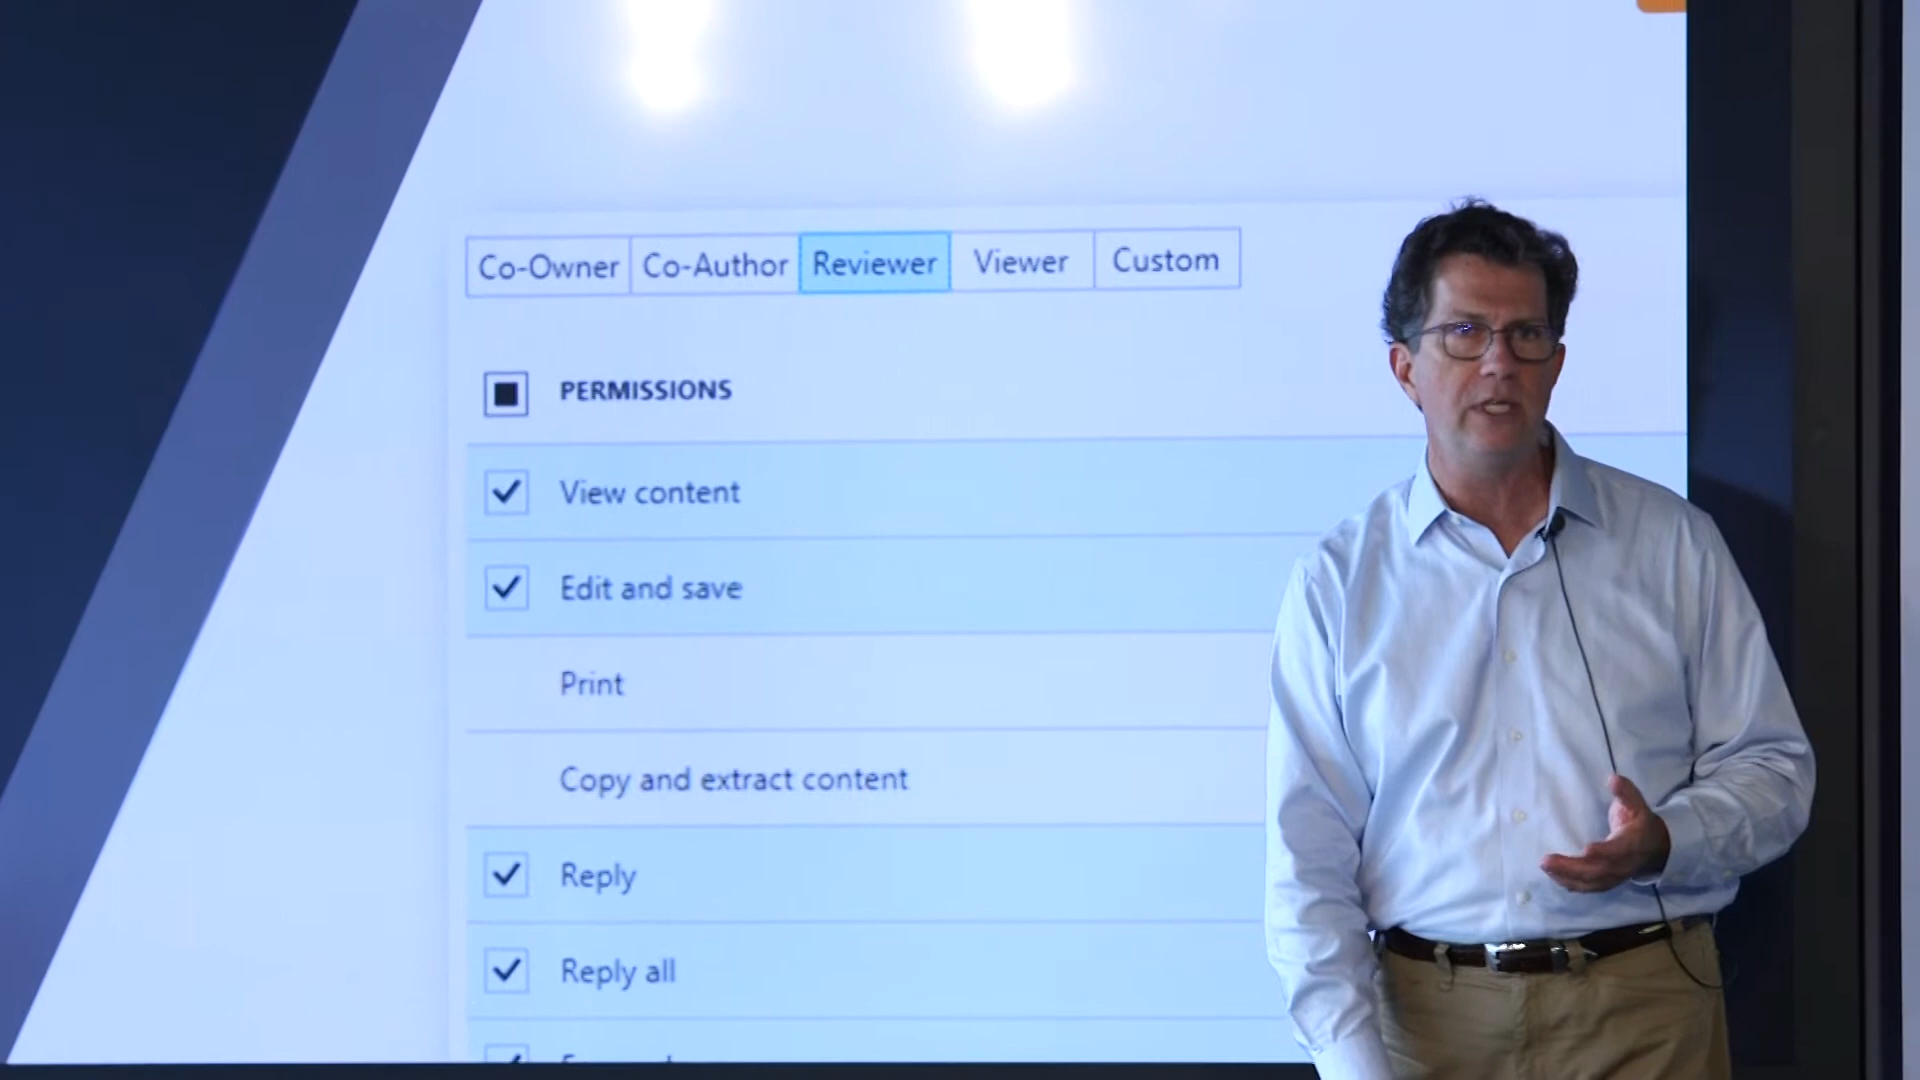 Co-Owner Co-Author Reviewer Viewer Custom
PERMISSIONS
View content
Edit and save
Print
Copy and extract content
Reply
Reply all